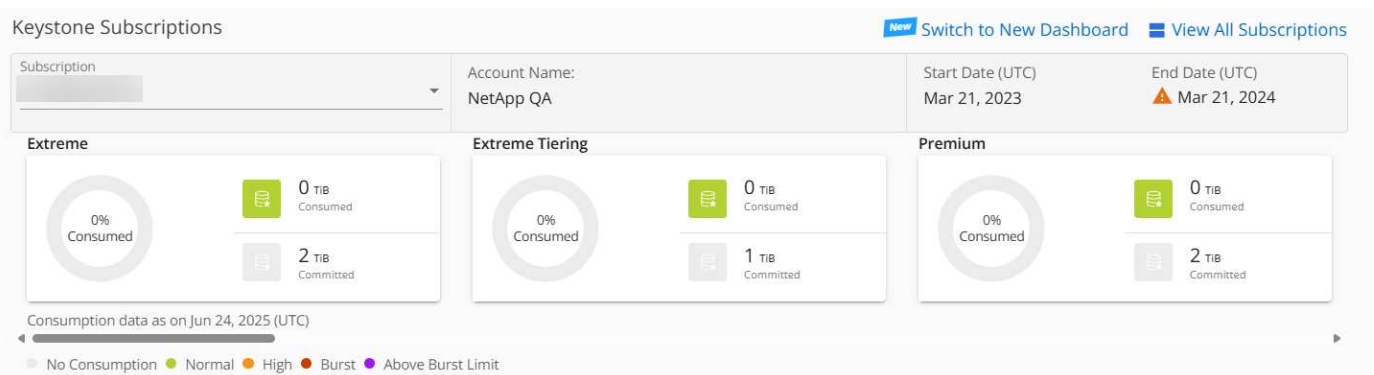 Keystone Subscriptions
New Switch to New Dashboard View All Subscriptions
Subscription
Account Name:
NetApp QA
Start Date (UTC)
Mar 21, 2023
End Date (UTC)
Mar 21, 2024
Extreme
0%
Consumed
0 TiB
Consumed
2 TiB
Committed
Extreme Tiering
0%
Consumed
0 TiB
Consumed
1 TiB
Committed
Premium
0%
Consumed
0 TiB
Consumed
2 TiB
Committed
Consumption data as on Jun 24, 2025 (UTC)
No Consumption Normal High Burst Above Burst Limit